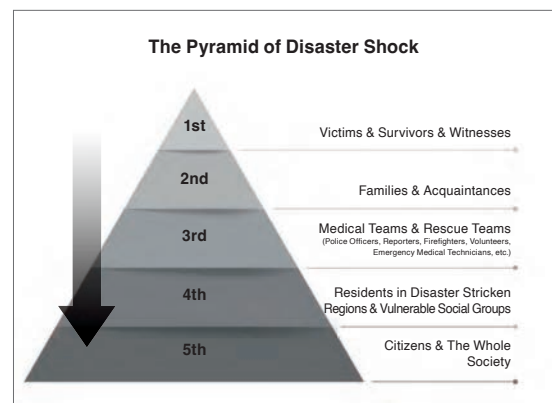 The Pyramid of Disaster Shock
1st
Victims & Survivors & Witnesses
2nd
Families & Acquaintances
3rd
Medical Teams & Rescue Teams
(Police Officers, Reporters, Firefighters, Volunteers,
Emergency Medical Technicians, etc.)
4th
Residents in Disaster Stricken
Regions & Vulnerable Social Groups
5th
Citizens & The Whole
Society